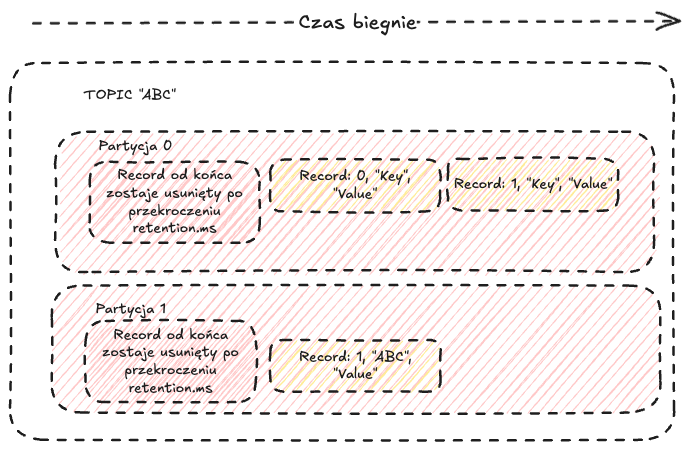 Czas biegnie
TOPIC "ABC"
Partycja 0
Record od końca
zostaje usunięty po
przekroczeniu
retention.ms
Record: 0, "Key",
"Value"
Record: 1, "Key", "Value"
Partycja 1
Record od końca
zostaje usunięty po
przekroczeniu
retention.ms
Record: 1, "ABC",
"Value"